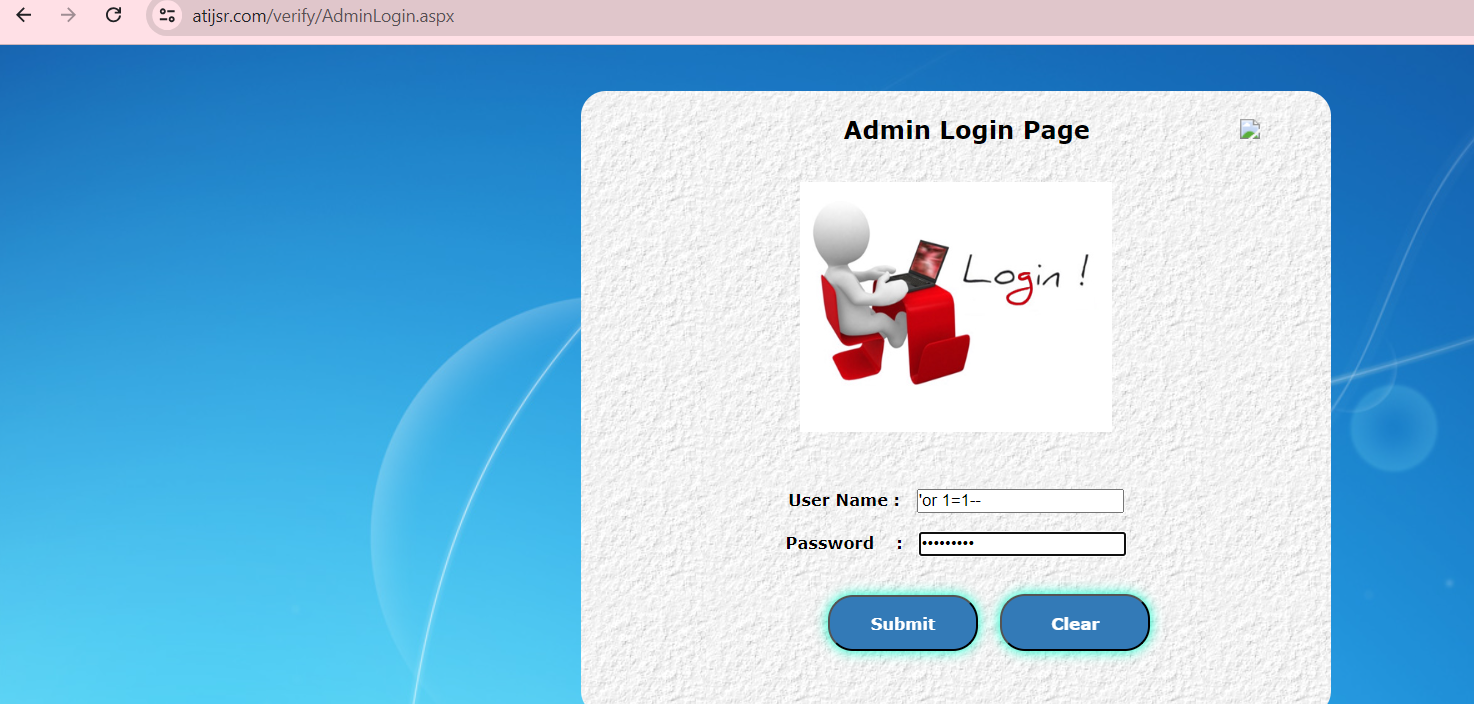 atijsr.com/verify/AdminLogin.aspx
Admin Login Page
Login !
User Name : 'or 1=1--
Password : •••••••••
Submit Clear